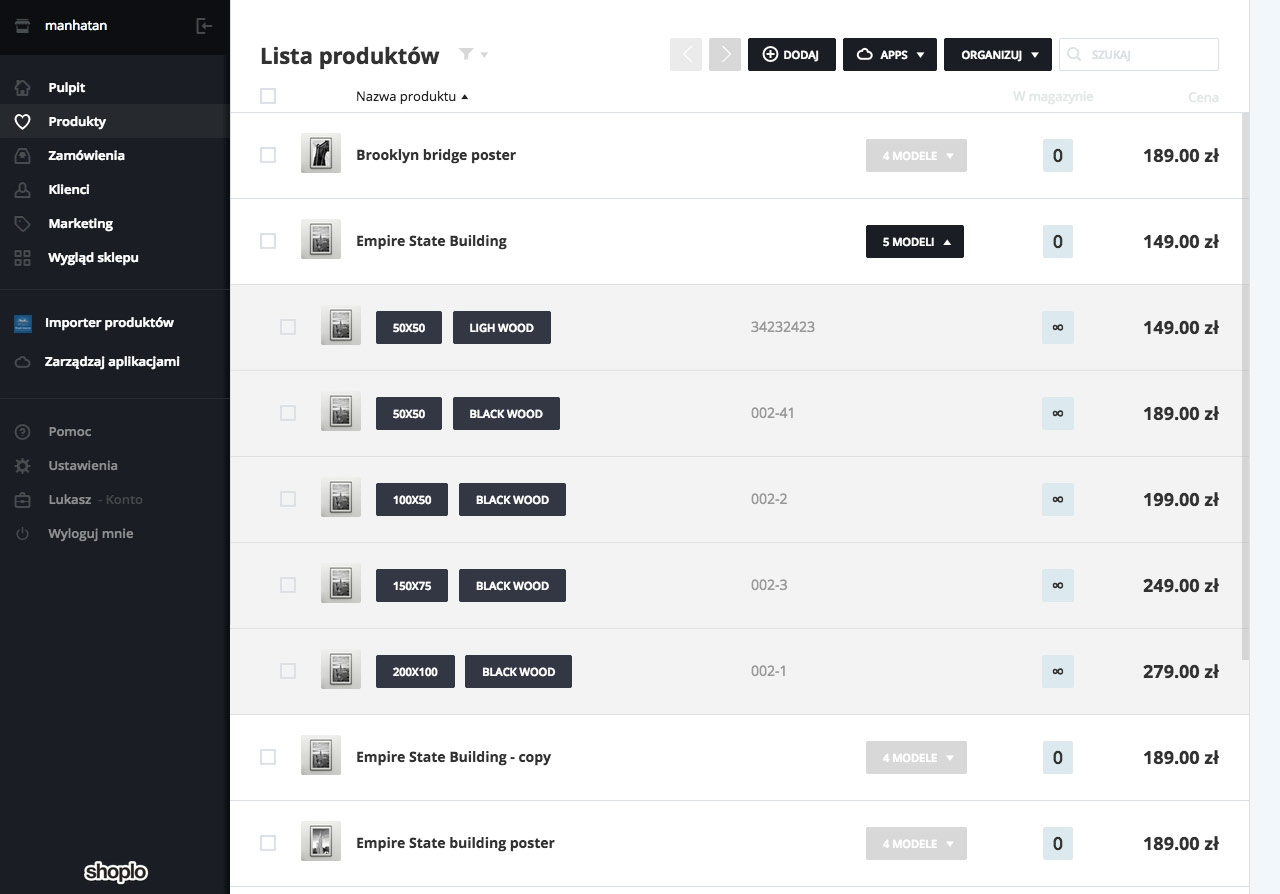 manhatan
Pulpit
Produkty
Zamówienia
Klienci
Marketing
Wygląd sklepu
Importer produktów
Zarządzaj aplikacjami
Pomoc
Ustawienia
Lukasz - Konto
Wyloguj mnie
shoplo
Lista produktów
DODAJ
APPS
ORGANIZUJ
SZUKAJ
Nazwa produktu
W magazynie
Cena
Brooklyn bridge poster 4 MODELE 0 189.00 zł
Empire State Building 5 MODELI 0 149.00 zł
50X50 LIGH WOOD 34232423 ∞ 149.00 zł
50X50 BLACK WOOD 002-41 ∞ 189.00 zł
100X50 BLACK WOOD 002-2 ∞ 199.00 zł
150X75 BLACK WOOD 002-3 ∞ 249.00 zł
200X100 BLACK WOOD 002-1 ∞ 279.00 zł
Empire State Building - copy 4 MODELE 0 189.00 zł
Empire State building poster 4 MODELE 0 189.00 zł